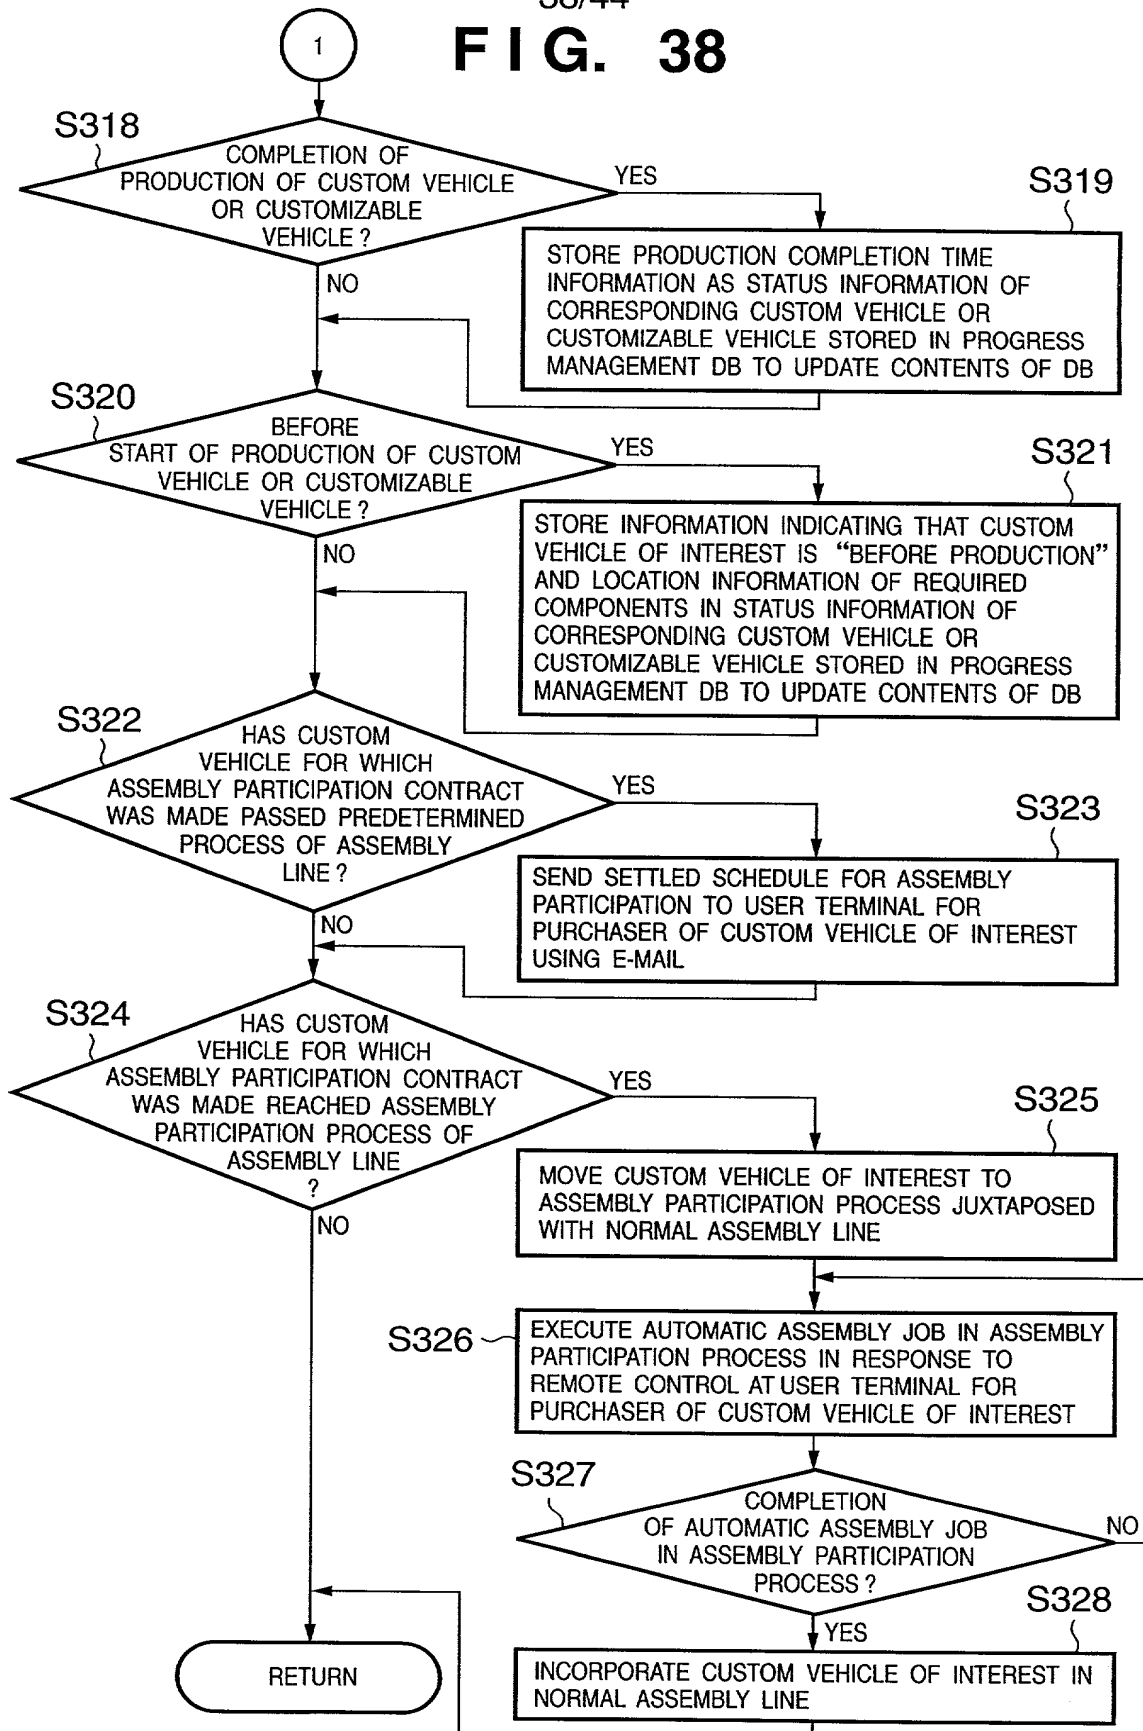 38/44
FIG. 38
1
S318
COMPLETION OF
PRODUCTION OF CUSTOM VEHICLE
OR CUSTOMIZABLE
VEHICLE ?
YES
NO
S319
STORE PRODUCTION COMPLETION TIME
INFORMATION AS STATUS INFORMATION OF
CORRESPONDING CUSTOM VEHICLE OR
CUSTOMIZABLE VEHICLE STORED IN PROGRESS
MANAGEMENT DB TO UPDATE CONTENTS OF DB
S320
BEFORE
START OF PRODUCTION OF CUSTOM
VEHICLE OR CUSTOMIZABLE
VEHICLE ?
YES
NO
S321
STORE INFORMATION INDICATING THAT CUSTOM
VEHICLE OF INTEREST IS “BEFORE PRODUCTION”
AND LOCATION INFORMATION OF REQUIRED
COMPONENTS IN STATUS INFORMATION OF
CORRESPONDING CUSTOM VEHICLE OR
CUSTOMIZABLE VEHICLE STORED IN PROGRESS
MANAGEMENT DB TO UPDATE CONTENTS OF DB
S322
HAS CUSTOM
VEHICLE FOR WHICH
ASSEMBLY PARTICIPATION CONTRACT
WAS MADE PASSED PREDETERMINED
PROCESS OF ASSEMBLY
LINE ?
YES
NO
S323
SEND SETTLED SCHEDULE FOR ASSEMBLY
PARTICIPATION TO USER TERMINAL FOR
PURCHASER OF CUSTOM VEHICLE OF INTEREST
USING E-MAIL
S324
HAS CUSTOM
VEHICLE FOR WHICH
ASSEMBLY PARTICIPATION CONTRACT
WAS MADE REACHED ASSEMBLY
PARTICIPATION PROCESS OF
ASSEMBLY LINE
?
YES
NO
S325
MOVE CUSTOM VEHICLE OF INTEREST TO
ASSEMBLY PARTICIPATION PROCESS JUXTAPOSED
WITH NORMAL ASSEMBLY LINE
S326
EXECUTE AUTOMATIC ASSEMBLY JOB IN ASSEMBLY
PARTICIPATION PROCESS IN RESPONSE TO
REMOTE CONTROL AT USER TERMINAL FOR
PURCHASER OF CUSTOM VEHICLE OF INTEREST
S327
COMPLETION
OF AUTOMATIC ASSEMBLY JOB
IN ASSEMBLY PARTICIPATION
PROCESS ?
NO
YES
S328
INCORPORATE CUSTOM VEHICLE OF INTEREST IN
NORMAL ASSEMBLY LINE
RETURN